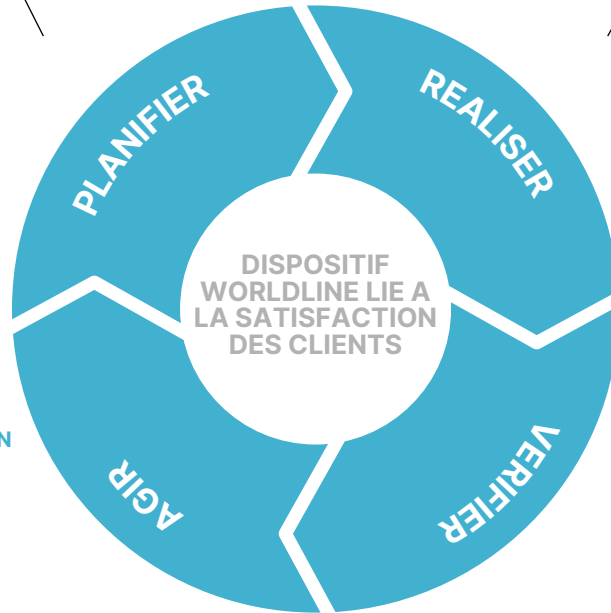 PLANIFIER
REALISER
DISPOSITIF
WORLDLINE LIE A
LA SATISFACTION
DES CLIENTS
N
AGIR
VERIFIER